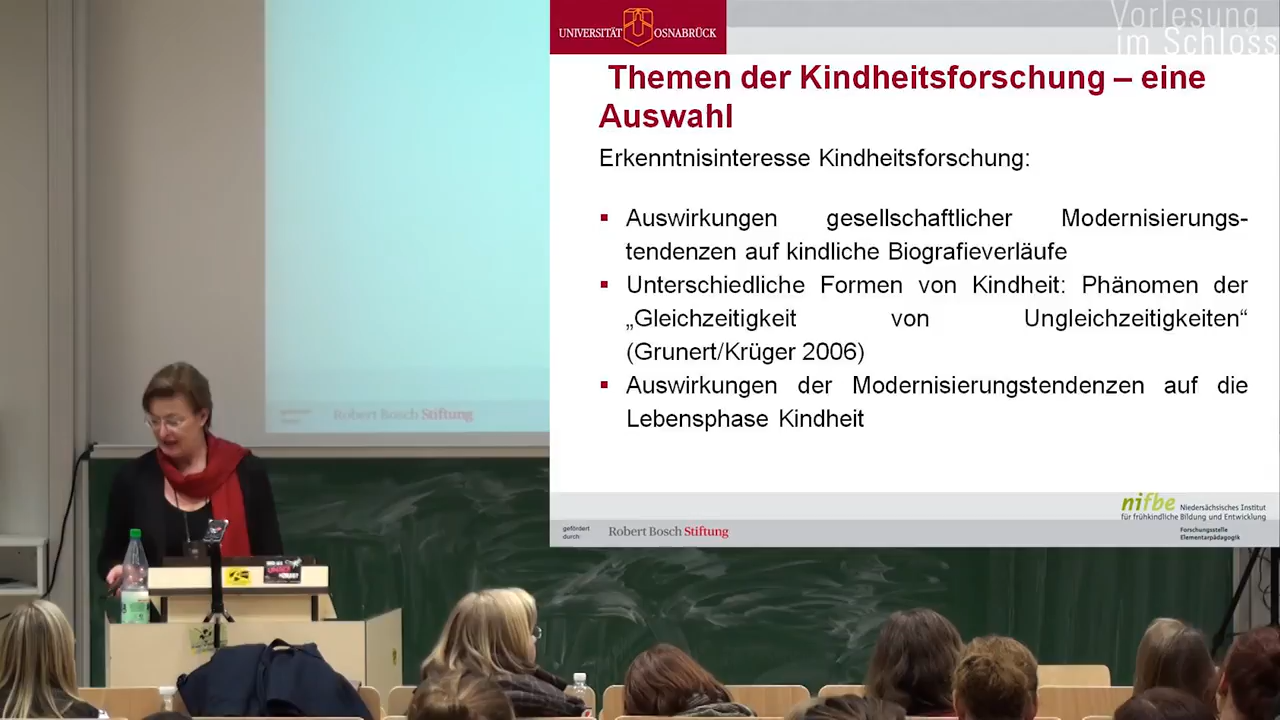 Vorlesung
im Schloss
UNIVERSITÄT OSNABRÜCK
Themen der Kindheitsforschung – eine
Auswahl
Erkenntnisinteresse Kindheitsforschung:
▪ Auswirkungen gesellschaftlicher Modernisierungs-
tendenzen auf kindliche Biografieverläufe
▪ Unterschiedliche Formen von Kindheit: Phänomen der
„Gleichzeitigkeit von Ungleichzeitigkeiten“
(Grunert/Krüger 2006)
▪ Auswirkungen der Modernisierungstendenzen auf die
Lebensphase Kindheit
nifbe Niedersächsisches Institut
für frühkindliche Bildung und Entwicklung
Forschungsstelle
Elementarpädagogik
gefördert
durch:
Robert Bosch Stiftung
Robert Bosch Stiftung